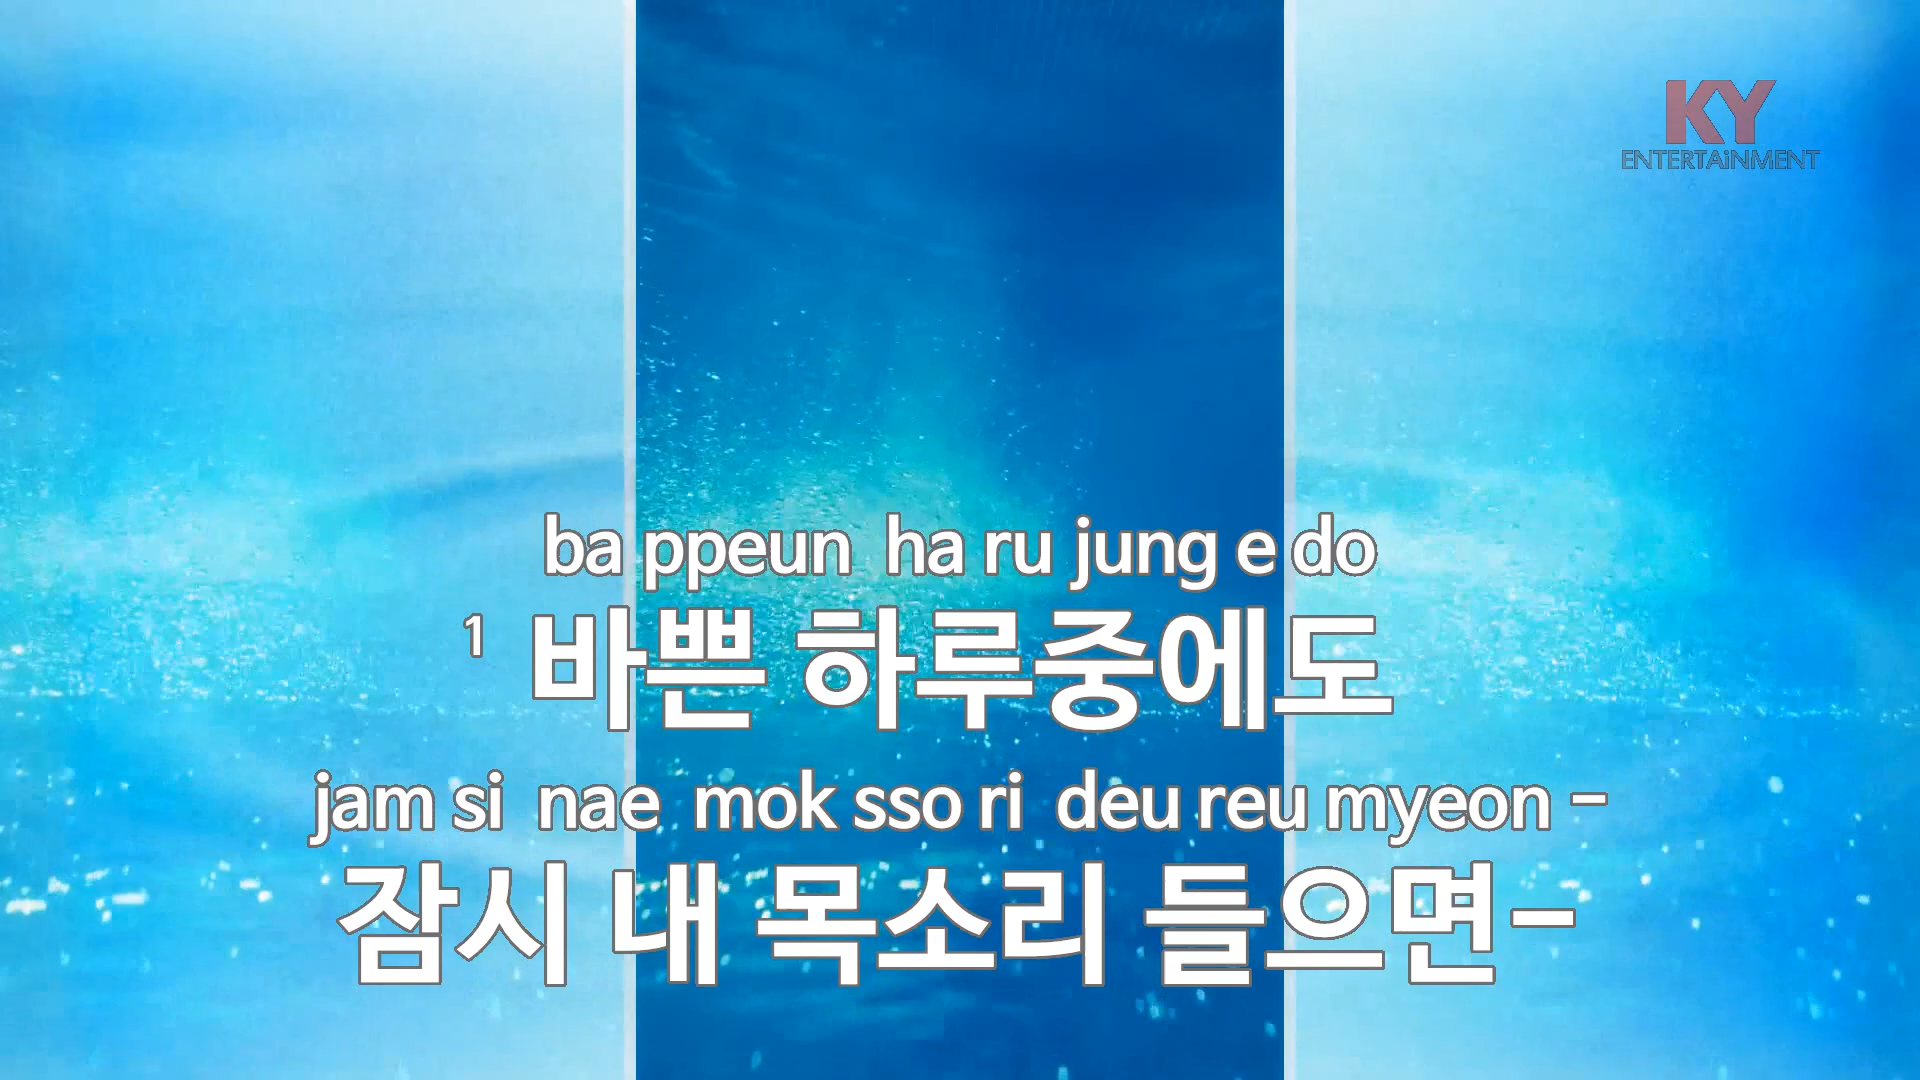 KY
ENTERTAiNMENT
ba ppeun ha ru jung e do
1 바쁜 하루중에도
jam si nae mok sso ri deu reu myeon -
잠시 내 목소리 들으면-